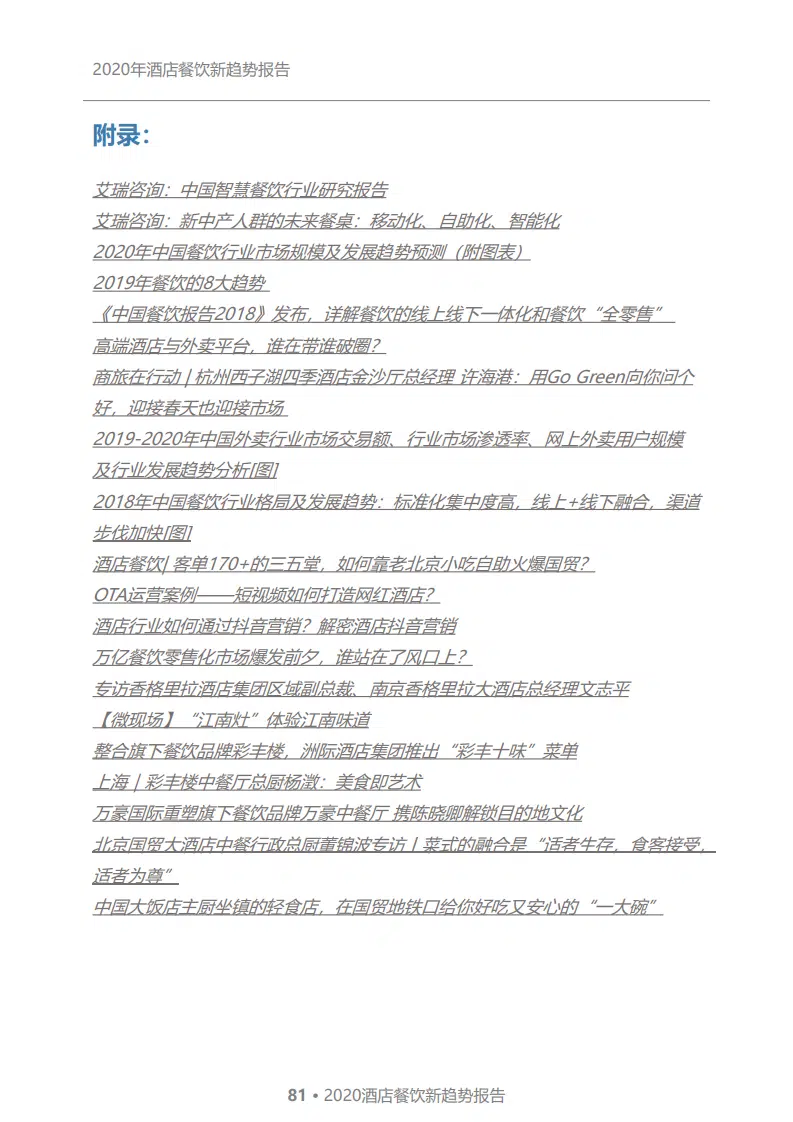 2020年酒店餐饮新趋势报告
附录：
艾瑞咨询：中国智慧餐饮行业研究报告
艾瑞咨询：新中产人群的未来餐桌：移动化、自助化、智能化
2020年中国餐饮行业市场规模及发展趋势预测（附图表）
2019年餐饮的8大趋势
《中国餐饮报告2018》发布，详解餐饮的线上线下一体化和餐饮“全零售”
高端酒店与外卖平台，谁在带谁破圈？
商旅在行动 | 杭州西子湖四季酒店金沙厅总经理 许海港：用Go Green向你问个
好，迎接春天也迎接市场
2019-2020年中国外卖行业市场交易额、行业市场渗透率、网上外卖用户规模
及行业发展趋势分析[图]
2018年中国餐饮行业格局及发展趋势：标准化集中度高，线上+线下融合，渠道
步伐加快[图]
酒店餐饮| 客单170+的三五堂，如何靠老北京小吃自助火爆国贸？
OTA运营案例——短视频如何打造网红酒店？
酒店行业如何通过抖音营销？解密酒店抖音营销
万亿餐饮零售化市场爆发前夕，谁站在了风口上？
专访香格里拉酒店集团区域副总裁、南京香格里拉大酒店总经理文志平
【微现场】“江南灶”体验江南味道
整合旗下餐饮品牌彩丰楼，洲际酒店集团推出“彩丰十味”菜单
上海 | 彩丰楼中餐厅总厨杨澂：美食即艺术
万豪国际重塑旗下餐饮品牌万豪中餐厅 携陈晓卿解锁目的地文化
北京国贸大酒店中餐行政总厨董锦波专访丨菜式的融合是“适者生存，食客接受，
适者为尊”
中国大饭店主厨坐镇的轻食店，在国贸地铁口给你好吃又安心的“一大碗”
81 • 2020酒店餐饮新趋势报告